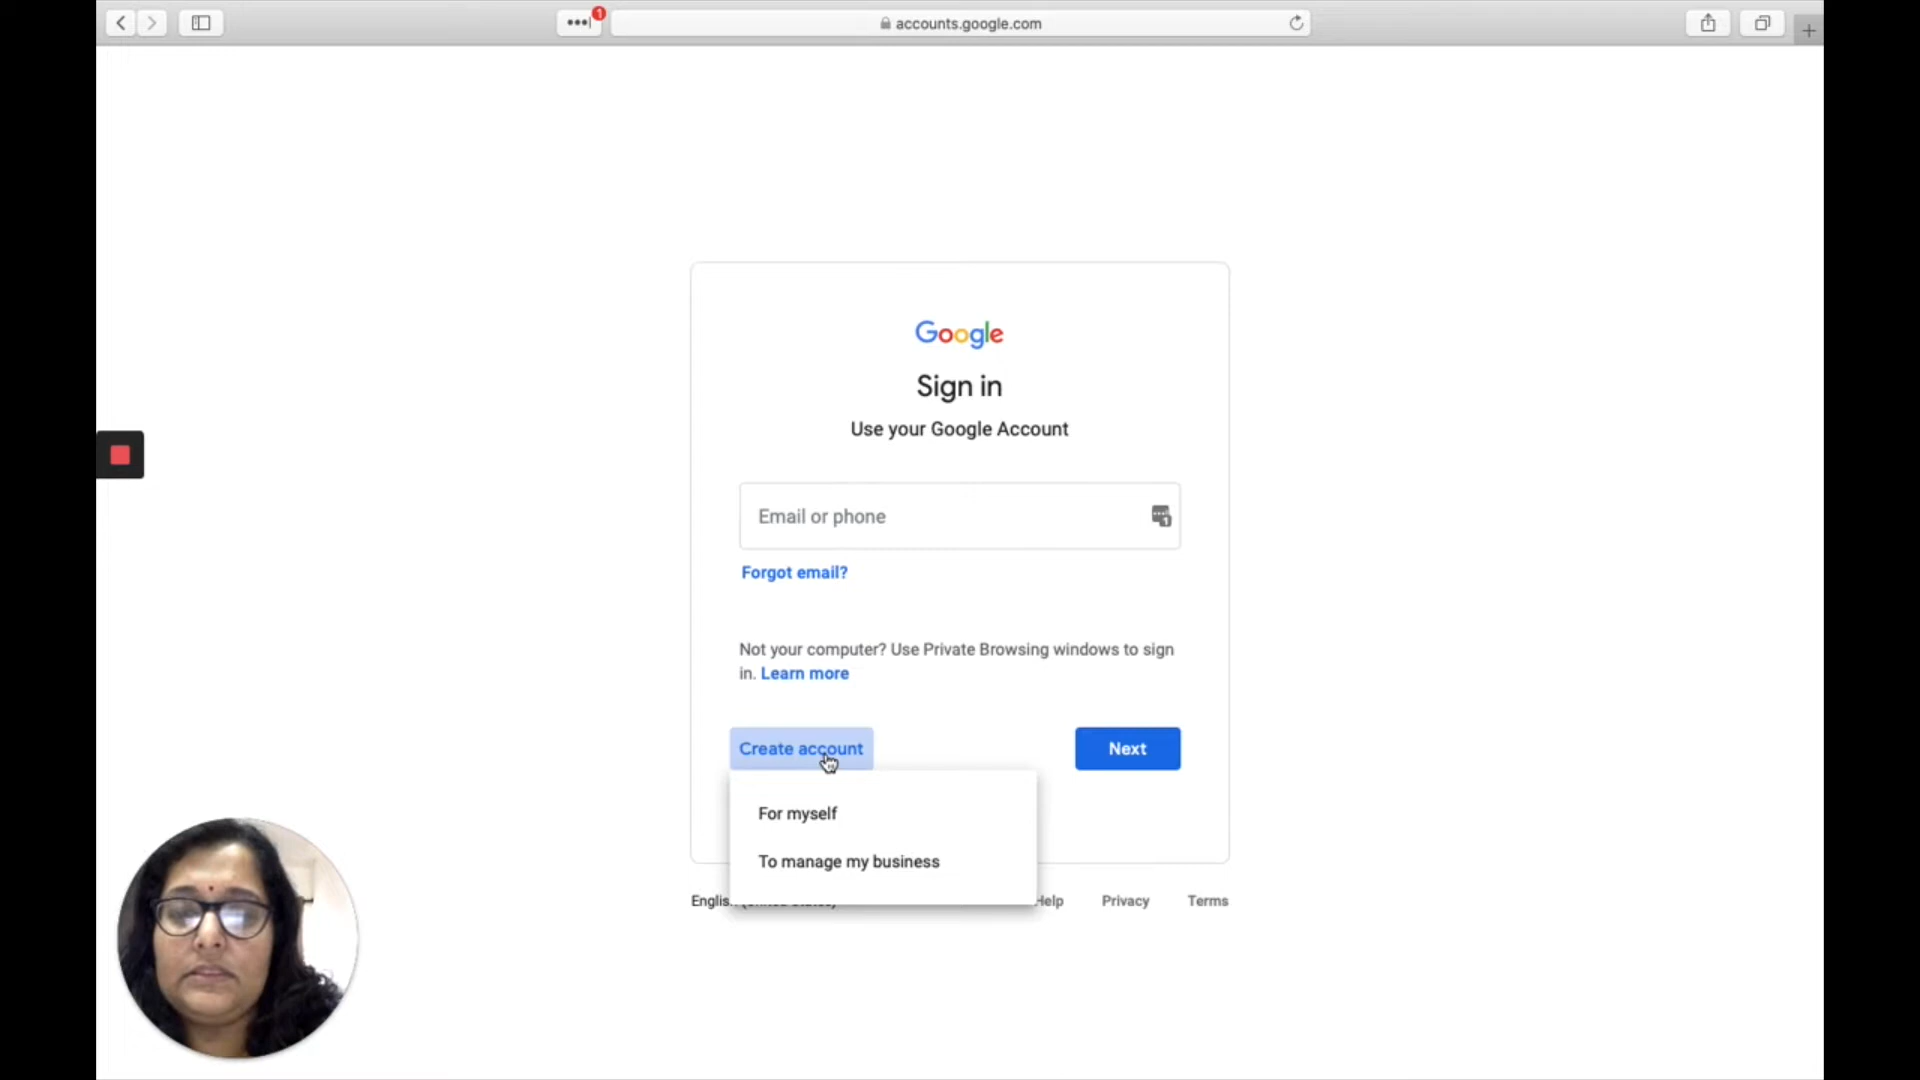 1
accounts.google.com
Google
Sign in
Use your Google Account
Email or phone
1
Forgot email?
Not your computer? Use Private Browsing windows to sign
in. Learn more
Create account
Next
For myself
To manage my business
Help
Privacy
Terms